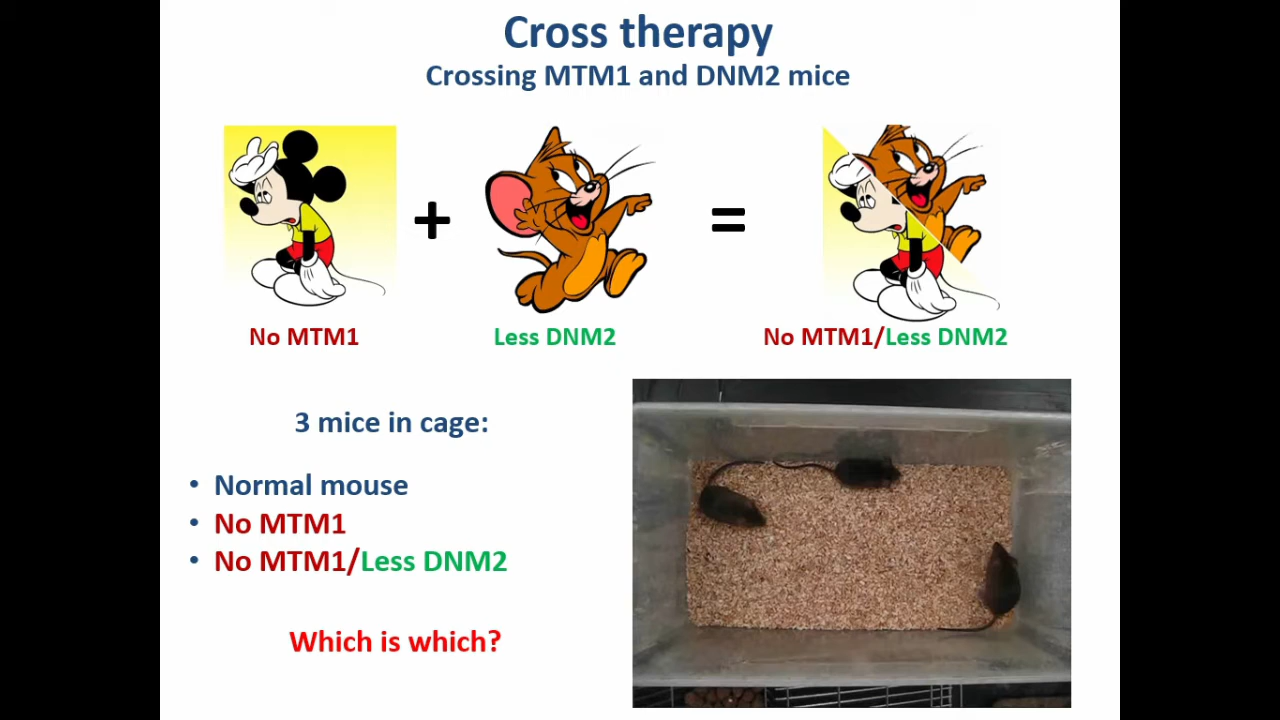 Cross therapy
Crossing MTM1 and DNM2 mice
+ =
No MTM1 Less DNM2 No MTM1/Less DNM2
3 mice in cage:
• Normal mouse
• No MTM1
• No MTM1/Less DNM2
Which is which?